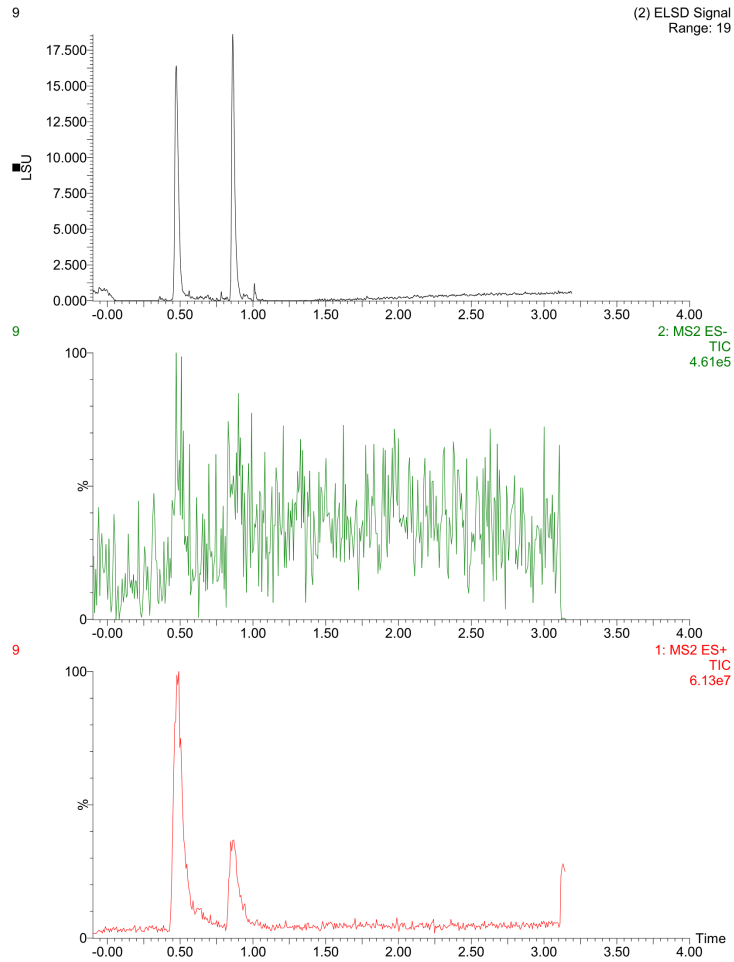 9
(2) ELSD Signal
Range: 19
17.500
15.000
12.500
10.000
7.500
5.000
2.500
0.000
LSU
-0.00 0.50 1.00 1.50 2.00 2.50 3.00 3.50 4.00
9
2: MS2 ES-
TIC
4.61e5
100
%
0
-0.00 0.50 1.00 1.50 2.00 2.50 3.00 3.50 4.00
9
1: MS2 ES+
TIC
6.13e7
100
%
0
-0.00 0.50 1.00 1.50 2.00 2.50 3.00 3.50 4.00
Time